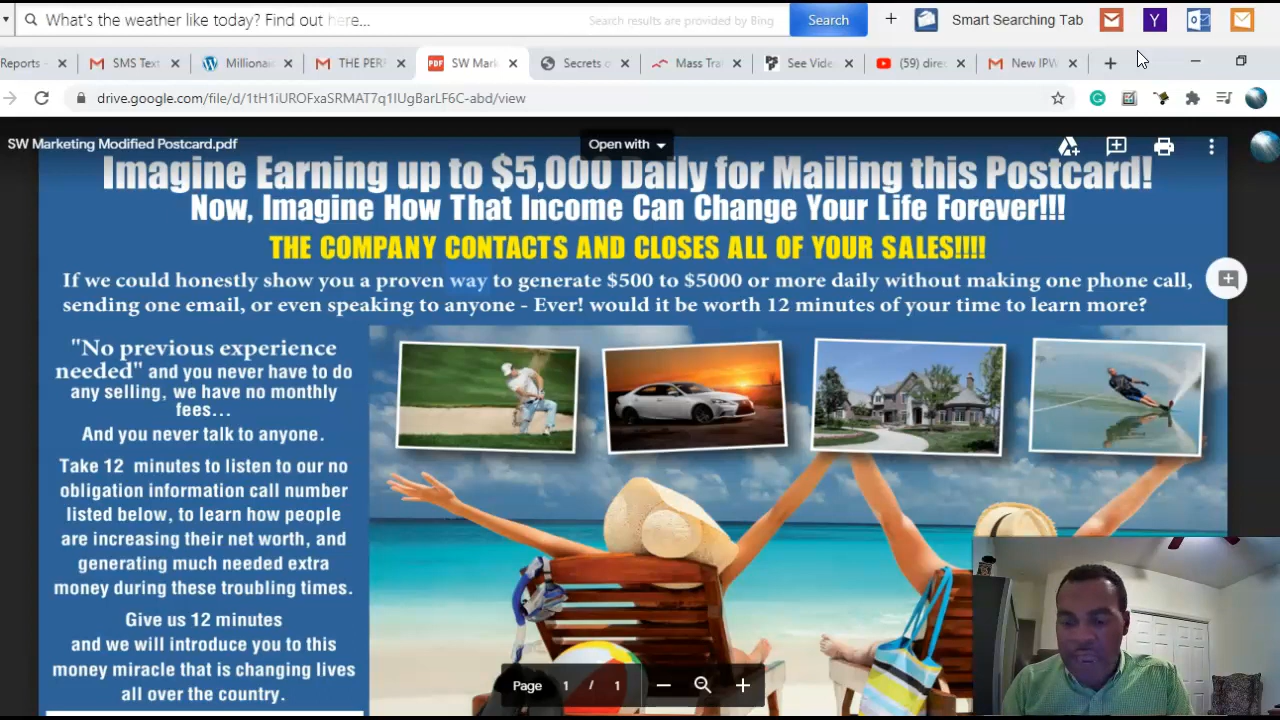 What's the weather like today? Find out here...
Search results are provided by Bing
Search
Smart Searching Tab
Reports
SMS Text
Millionai
THE PERF
PDF
SW Mark
Secrets o
Mass Tra
See Vide
(59) direc
New IPW
drive.google.com/file/d/1tH1iUROFxaSRMAT7q1lUgBarLF6C-abd/view
SW Marketing Modified Postcard.pdf
Open with
Imagine Earning up to $5,000 Daily for Mailing this Postcard!
Now, Imagine How That Income Can Change Your Life Forever!!!
THE COMPANY CONTACTS AND CLOSES ALL OF YOUR SALES!!!!
If we could honestly show you a proven way to generate $500 to $5000 or more daily without making one phone call,
sending one email, or even speaking to anyone - Ever! would it be worth 12 minutes of your time to learn more?
"No previous experience
needed" and you never have to do
any selling, we have no monthly
fees...
And you never talk to anyone.
Take 12 minutes to listen to our no
obligation information call number
listed below, to learn how people
are increasing their net worth, and
generating much needed extra
money during these troubling times.
Give us 12 minutes
and we will introduce you to this
money miracle that is changing lives
all over the country.
Page 1 / 1